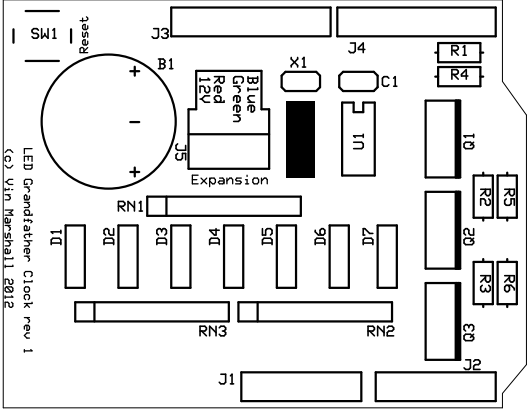 SW1
Reset
J3
J4
B1
+
-
+
Blue
Green
Red
12V
J5
Expansion
X1
C1
U1
R1
R4
Q1
R2
R5
Q2
R3
R6
Q3
RN1
D1
D2
D3
D4
D5
D6
D7
RN3
RN2
J1
J2
LED Grandfather Clock rev 1
(c) Vin Marshall 2012